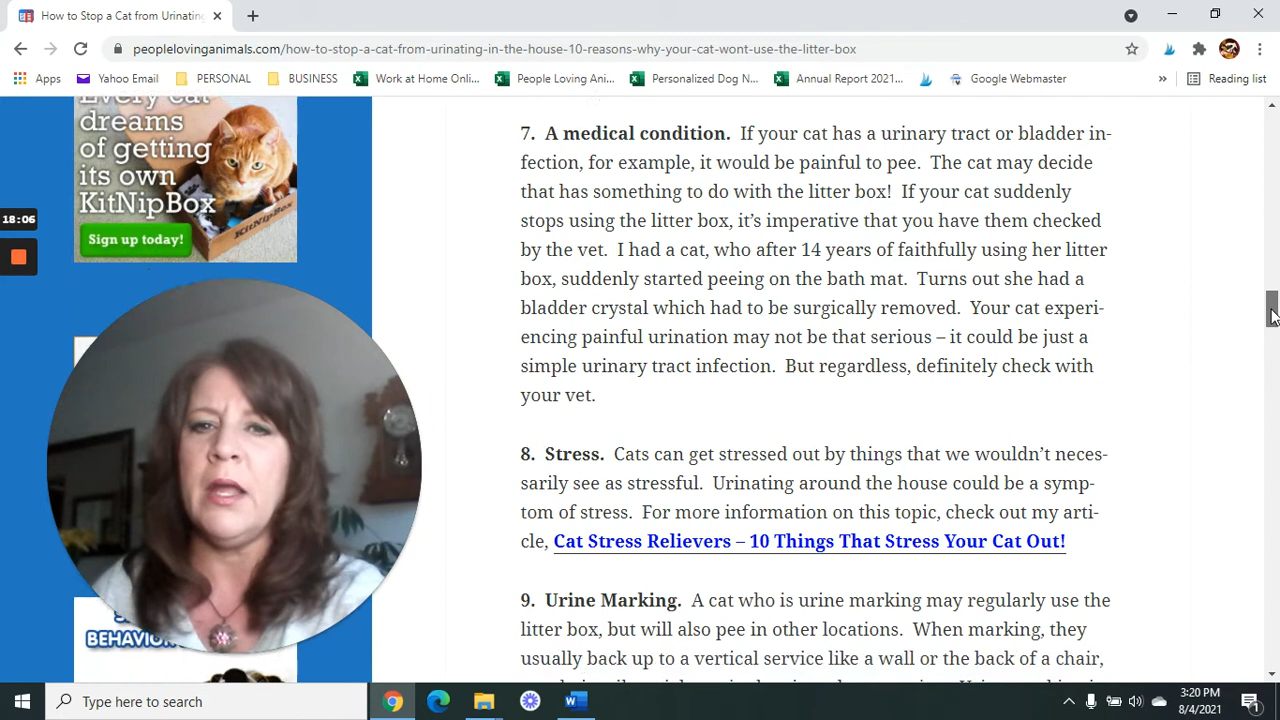 How to Stop a Cat from Urinatin
peoplelovinganimals.com/how-to-stop-a-cat-from-urinating-in-the-house-10-reasons-why-your-cat-wont-use-the-litter-box
Apps Yahoo Email PERSONAL BUSINESS Work at Home Onli... People Loving Ani... Personalized Dog N... Annual Report 2021... Google Webmaster » Reading list
Every cat
dreams
of getting
its own
KitNipBox
Sign up today!
KitNipBox
18:06
7. A medical condition. If your cat has a urinary tract or bladder in-
fection, for example, it would be painful to pee. The cat may decide
that has something to do with the litter box! If your cat suddenly
stops using the litter box, it's imperative that you have them checked
by the vet. I had a cat, who after 14 years of faithfully using her litter
box, suddenly started peeing on the bath mat. Turns out she had a
bladder crystal which had to be surgically removed. Your cat experi-
encing painful urination may not be that serious – it could be just a
simple urinary tract infection. But regardless, definitely check with
your vet.
8. Stress. Cats can get stressed out by things that we wouldn't neces-
sarily see as stressful. Urinating around the house could be a symp-
tom of stress. For more information on this topic, check out my arti-
cle, Cat Stress Relievers – 10 Things That Stress Your Cat Out!
9. Urine Marking. A cat who is urine marking may regularly use the
litter box, but will also pee in other locations. When marking, they
usually back up to a vertical service like a wall or the back of a chair,
BEHAVIOR
Type here to search
3:20 PM
8/4/2021
1